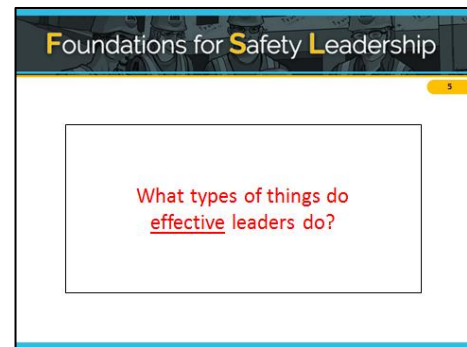 Foundations for Safety Leadership
5
What types of things do
effective leaders do?